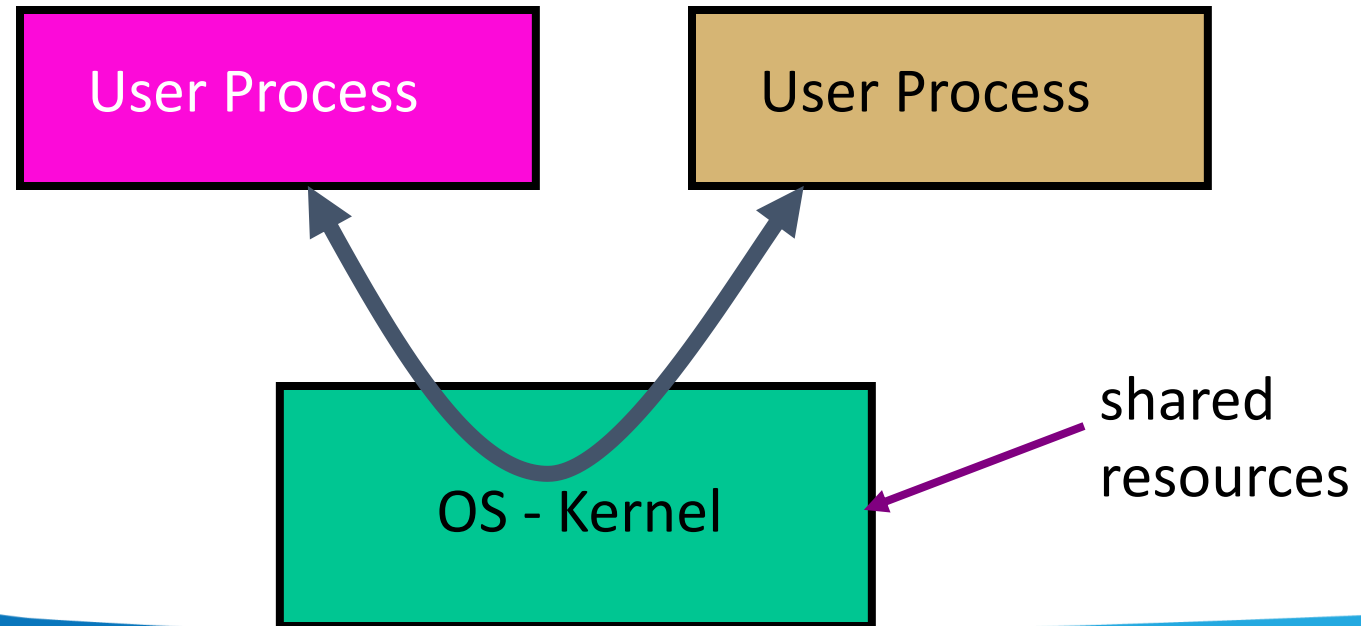 User Process
User Process
shared
resources
OS - Kernel